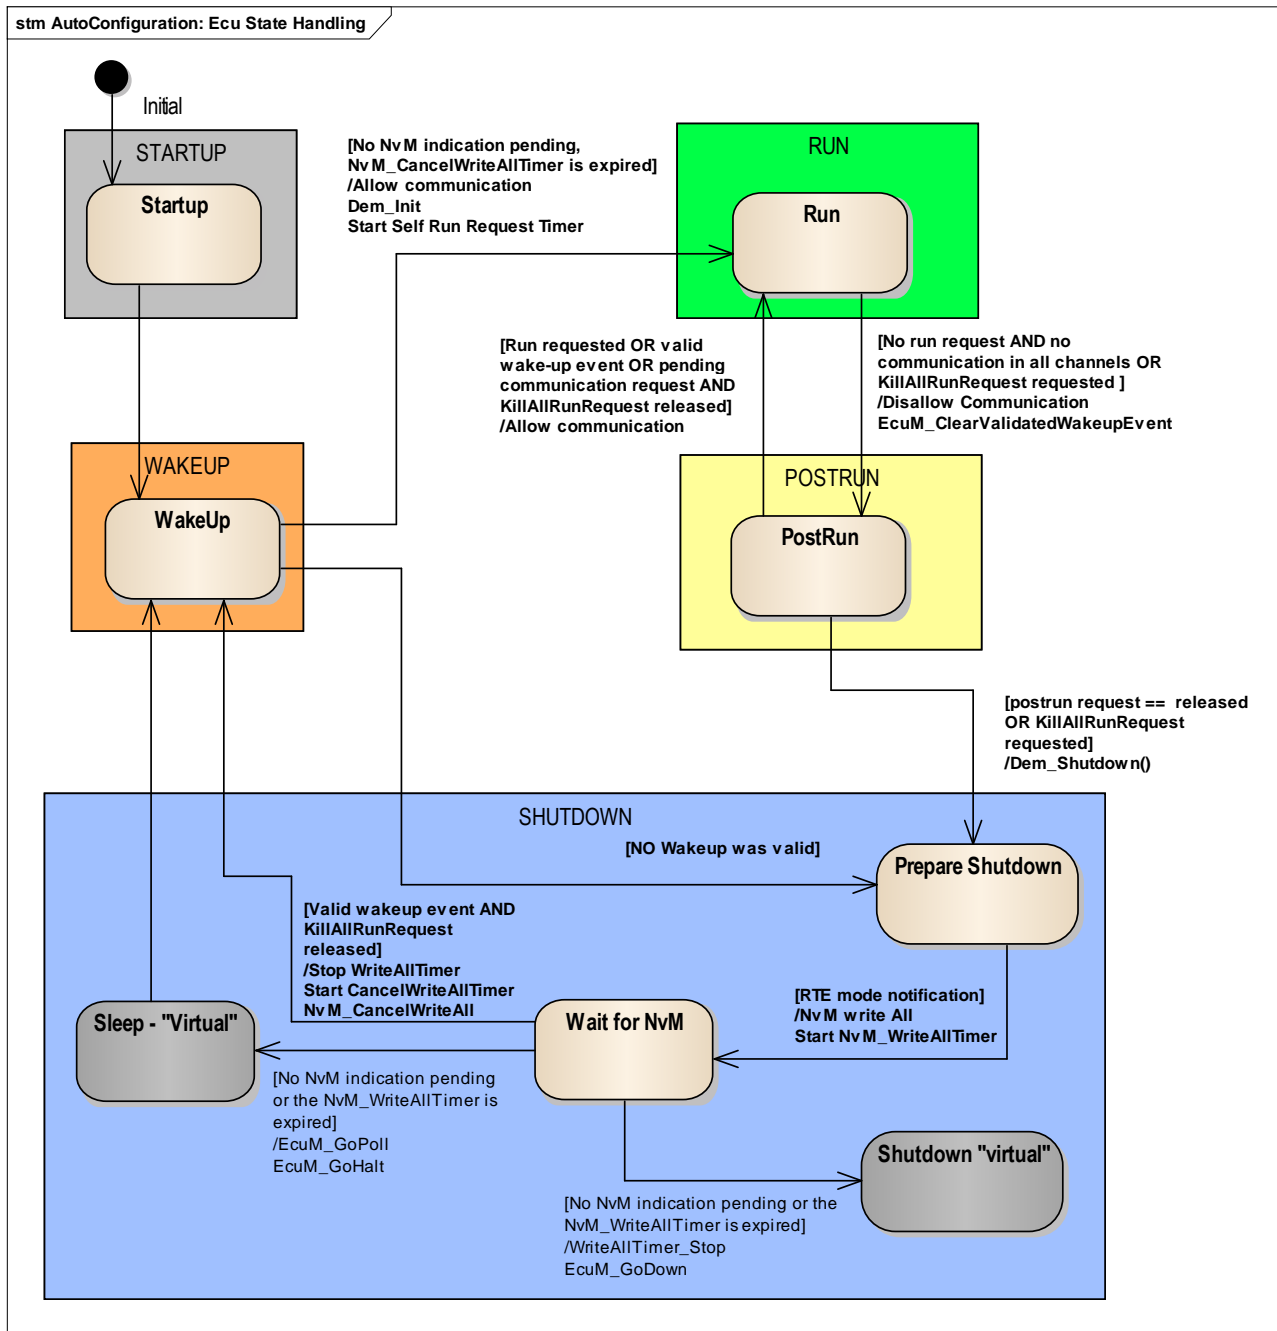 stm AutoConfiguration: Ecu State Handling
Initial
STARTUP
Startup
[No NvM indication pending,
NvM_CancelWriteAllTimer is expired]
/Allow communication
Dem_Init
Start Self Run Request Timer
RUN
Run
[Run requested OR valid
wake-up event OR pending
communication request AND
KillAllRunRequest released]
/Allow communication
[No run request AND no
communication in all channels OR
KillAllRunRequest requested ]
/Disallow Communication
EcuM_ClearValidatedWakeupEvent
WAKEUP
WakeUp
POSTRUN
PostRun
[postrun request == released
OR KillAllRunRequest
requested]
/Dem_Shutdown()
SHUTDOWN
[NO Wakeup was valid]
Prepare Shutdown
[Valid wakeup event AND
KillAllRunRequest
released]
/Stop WriteAllTimer
Start CancelWriteAllTimer
NvM_CancelWriteAll
[RTE mode notification]
/NvM write All
Start NvM_WriteAllTimer
Sleep - "Virtual"
Wait for NvM
[No NvM indication pending
or the NvM_WriteAllTimer is
expired]
/EcuM_GoPoll
EcuM_GoHalt
Shutdown "virtual"
[No NvM indication pending or the
NvM_WriteAllTimer is expired]
/WriteAllTimer_Stop
EcuM_GoDown